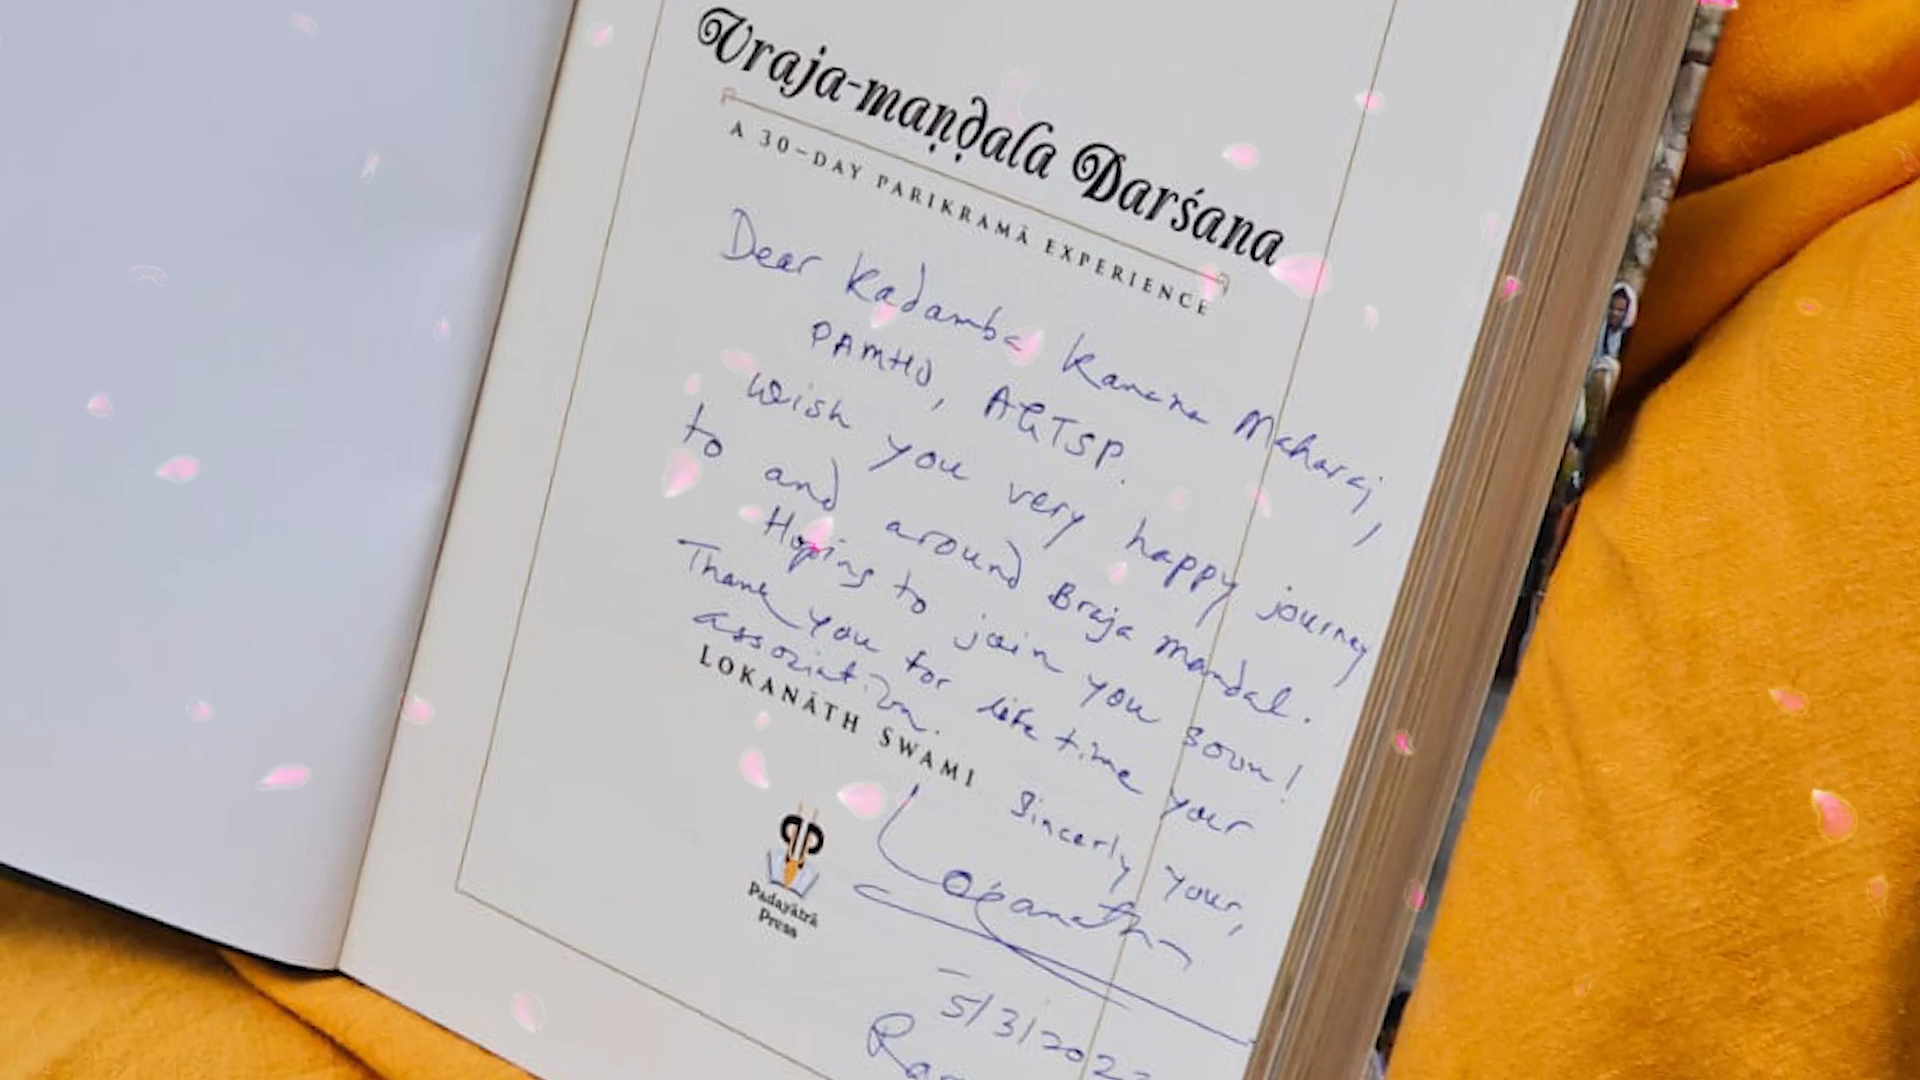 Vraja-maṇḍala Darśana
A 30-DAY PARIKRAMĀ EXPERIENCE
Dear Kadamba Kanana Maharaj,
PAMHO, AGTSP.
Wish you very happy journey
to and around Braja Mandal.
Hoping to join you soon!
Thank you for life time your
association.
LOKANĀTH SWAMI
Sincerly your,
Lokanath
Padayātrā
Press
5/3/202